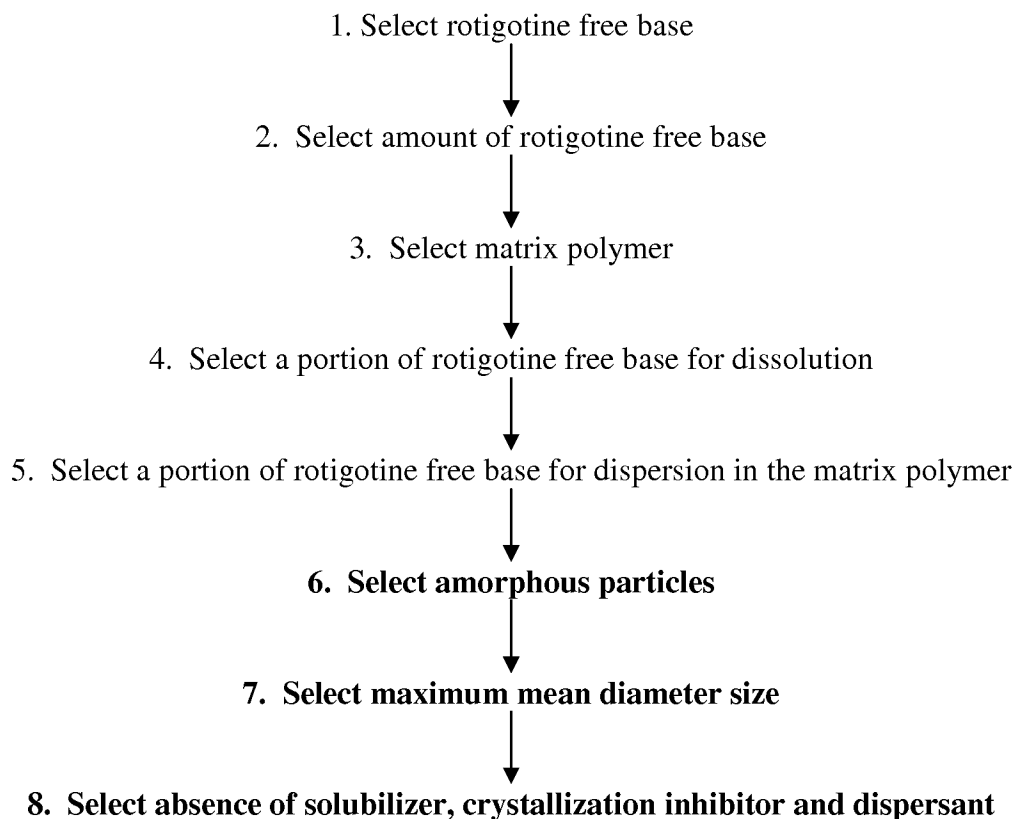 1. Select rotigotine free base
2. Select amount of rotigotine free base
3. Select matrix polymer
4. Select a portion of rotigotine free base for dissolution
5. Select a portion of rotigotine free base for dispersion in the matrix polymer
6. Select amorphous particles
7. Select maximum mean diameter size
8. Select absence of solubilizer, crystallization inhibitor and dispersant